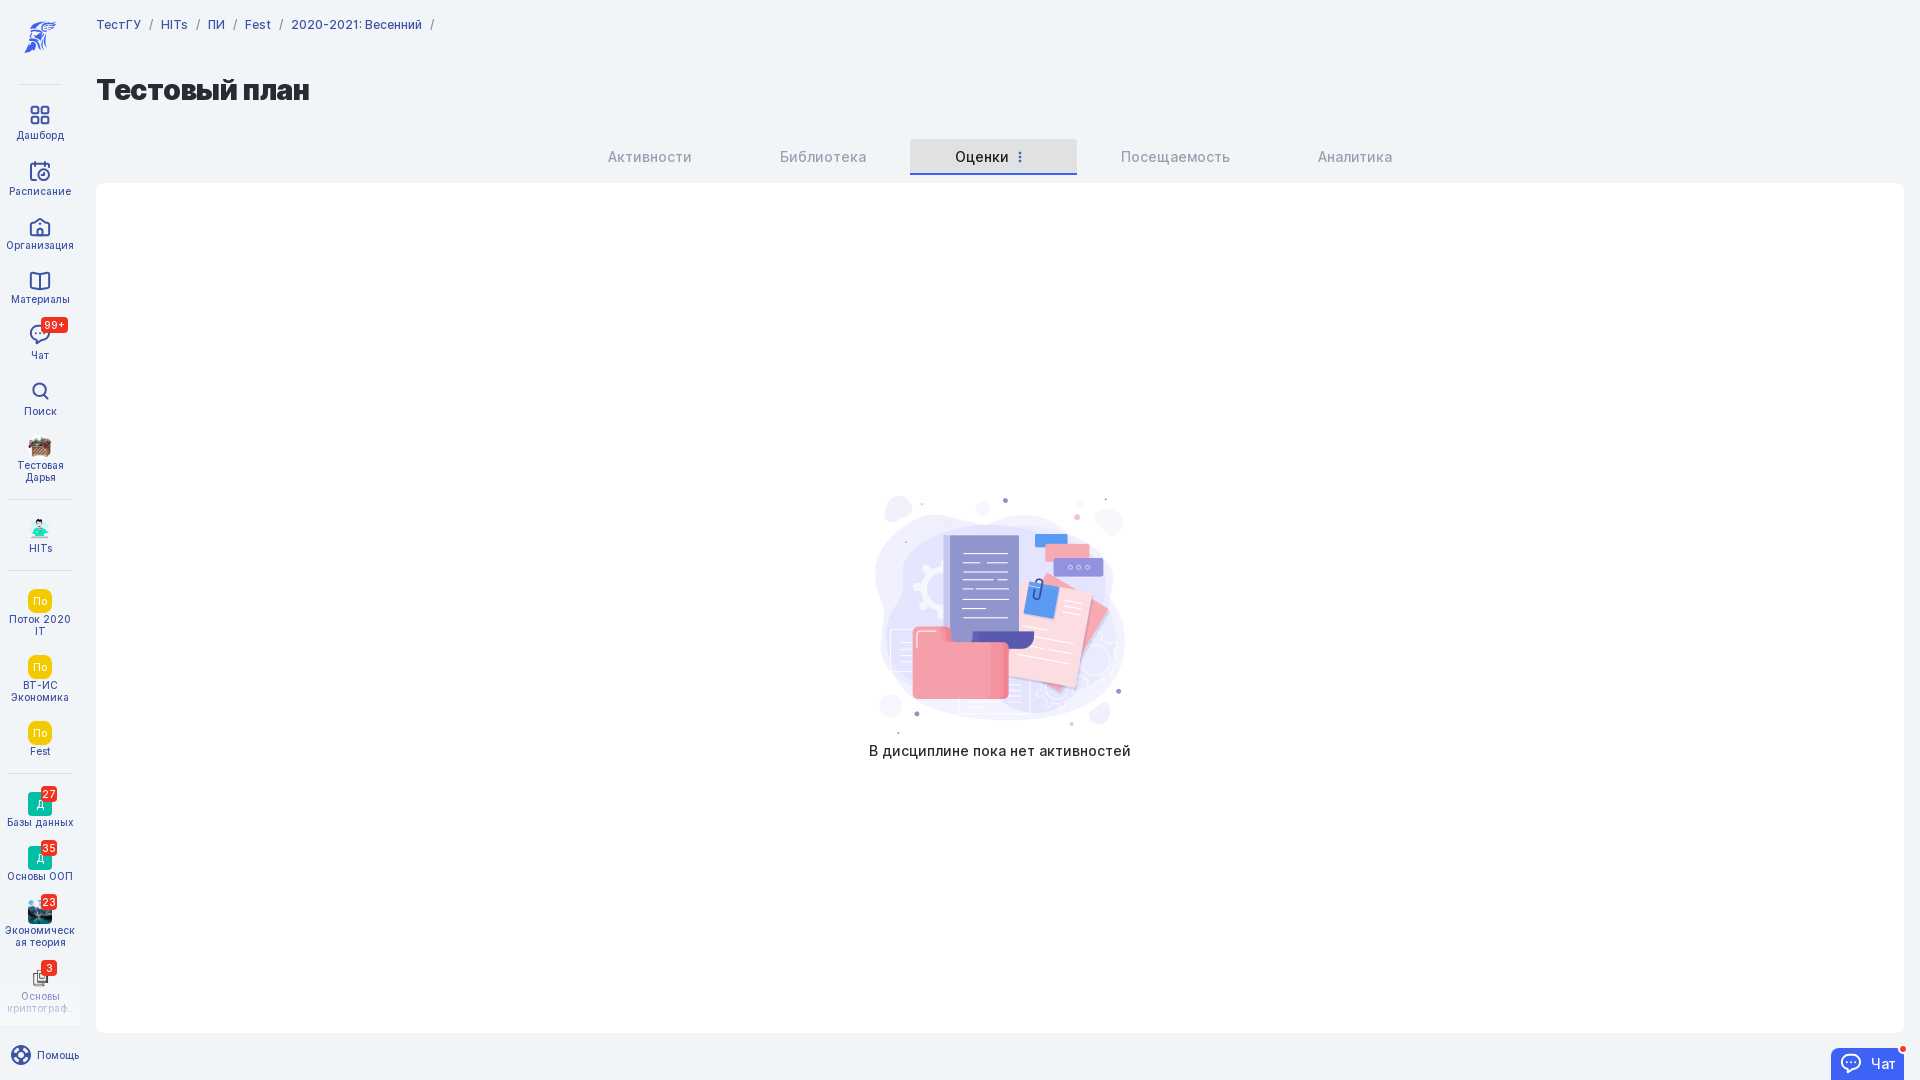 ТестГУ / HITs / ПИ / Fest / 2020-2021: Весенний /
Тестовый план
Активности
Библиотека
Оценки
Посещаемость
Аналитика
Дашборд
Расписание
Организация
Материалы
99+
Чат
Поиск
Тестовая
Дарья
HITs
По
Поток 2020
IT
По
ВТ-ИС
Экономика
По
Fest
27
Д
Базы данных
35
Д
Основы ООП
23
Экономическ
ая теория
3
Основы
криптограф...
Помощь
В дисциплине пока нет активностей
Чат